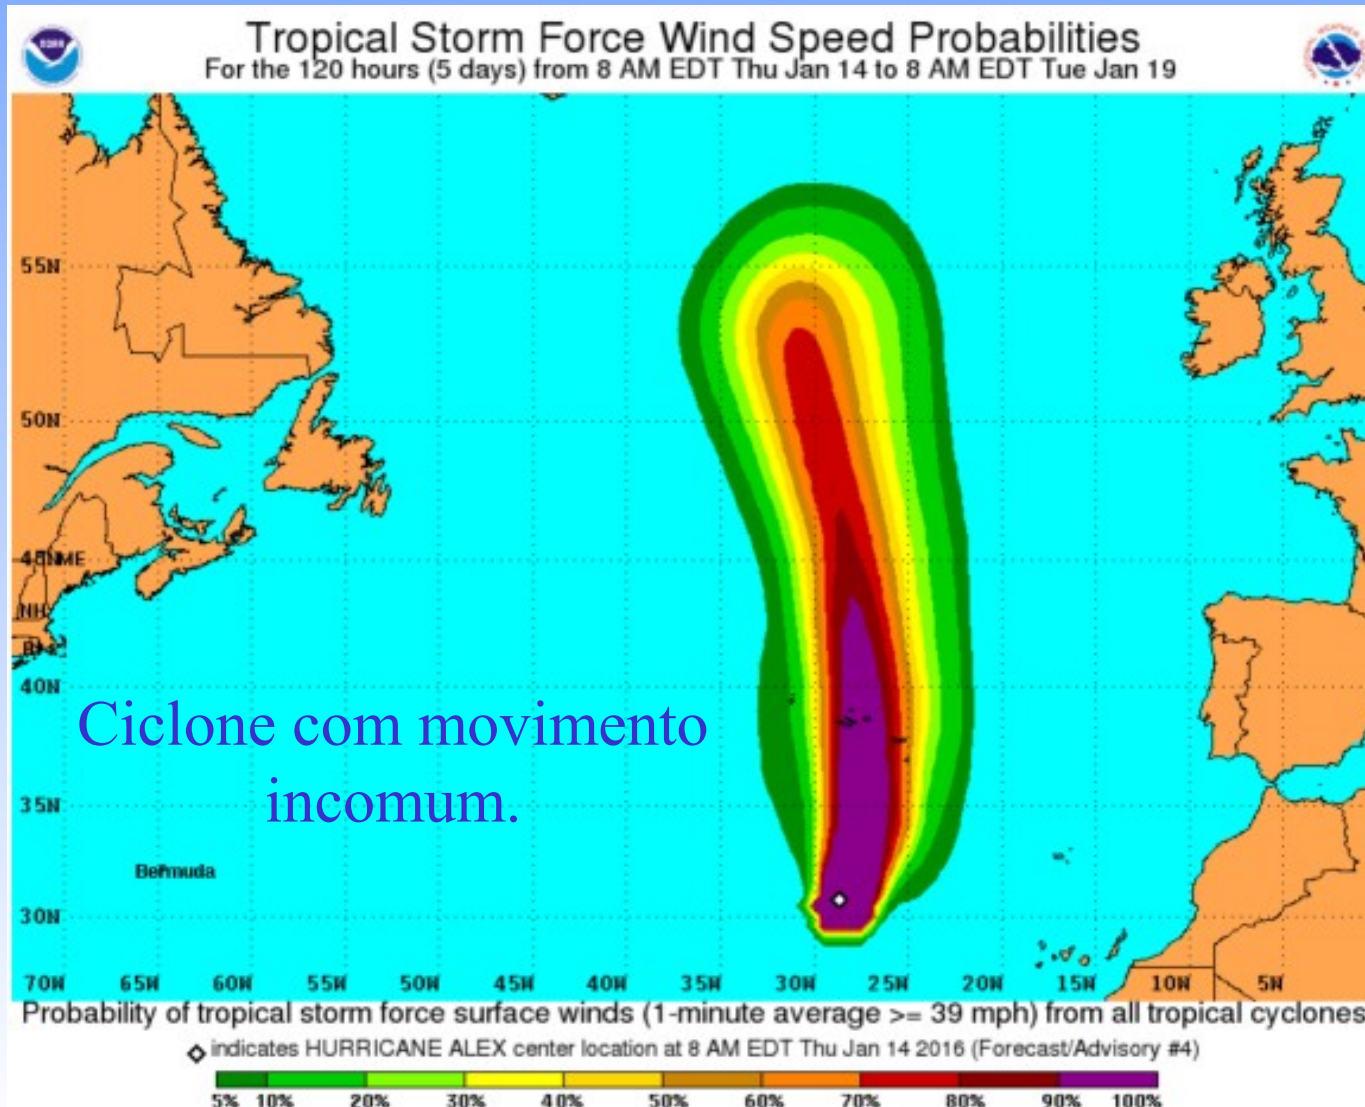 Tropical Storm Force Wind Speed Probabilities
For the 120 hours (5 days) from 8 AM EDT Thu Jan 14 to 8 AM EDT Tue Jan 19
55N
50N
45N ME
NH
40N
Ciclone com movimento
incomum.
35N
Bermuda
30N
70W 65W 60W 55W 50W 45W 40W 35W 30W 25W 20W 15W 10W 5W
Probability of tropical storm force surface winds (1-minute average >= 39 mph) from all tropical cyclones
indicates HURRICANE ALEX center location at 8 AM EDT Thu Jan 14 2016 (Forecast/Advisory #4)
5% 10% 20% 30% 40% 50% 60% 70% 80% 90% 100%